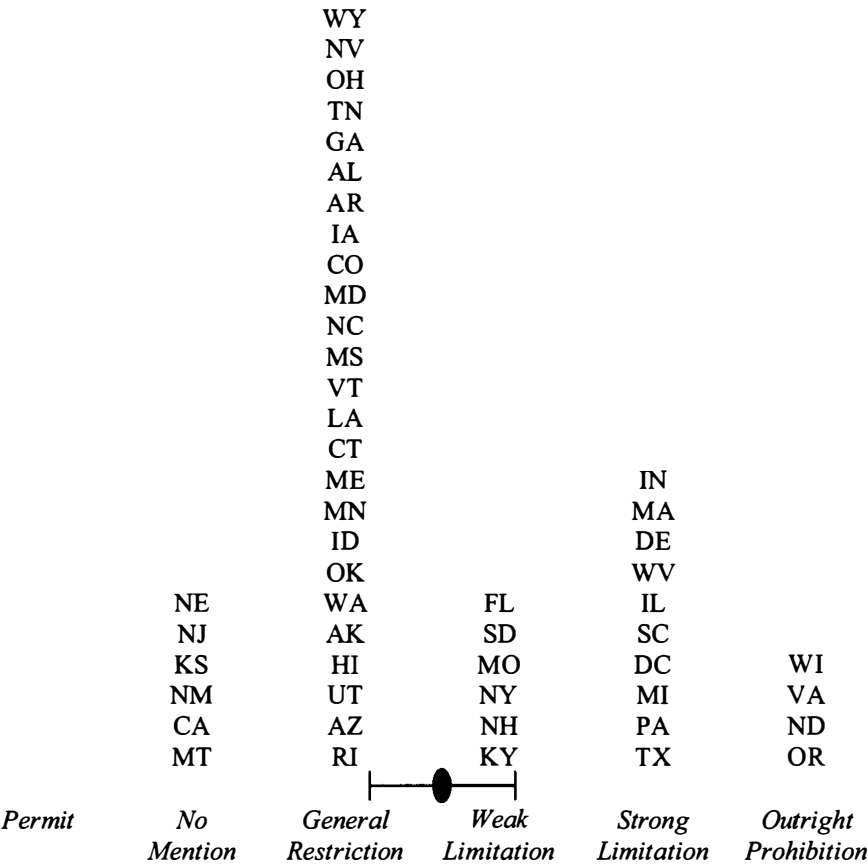 WY
NV
OH
TN
GA
AL
AR
IA
CO
MD
NC
MS
VT
LA
CT
ME IN
MN MA
ID DE
OK WV
NE WA FL IL
NJ AK SD SC
KS HI MO DC WI
NM UT NY MI VA
CA AZ NH PA ND
MT RI KY TX OR
Permit No General Weak Strong Outright
Mention Restriction Limitation Limitation Prohibition